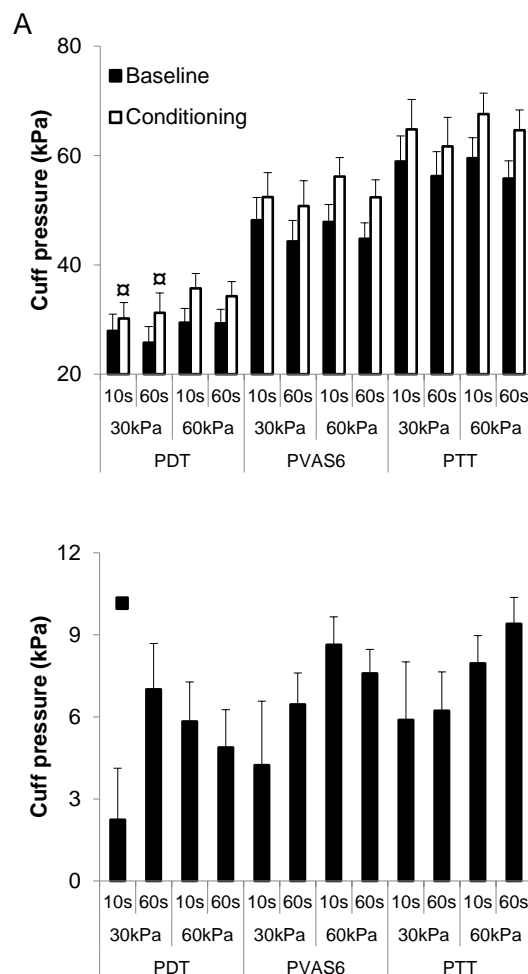 A
80
Baseline
Conditioning
60
40
20
Cuff pressure (kPa)
¤ ¤
10s 60s 10s 60s 10s 60s 10s 60s 10s 60s 10s 60s
30kPa 60kPa 30kPa 60kPa 30kPa 60kPa
PDT PVAS6 PTT
12
9
6
3
0
Cuff pressure (kPa)
10s 60s 10s 60s 10s 60s 10s 60s 10s 60s 10s 60s
30kPa 60kPa 30kPa 60kPa 30kPa 60kPa
PDT PVAS6 PTT